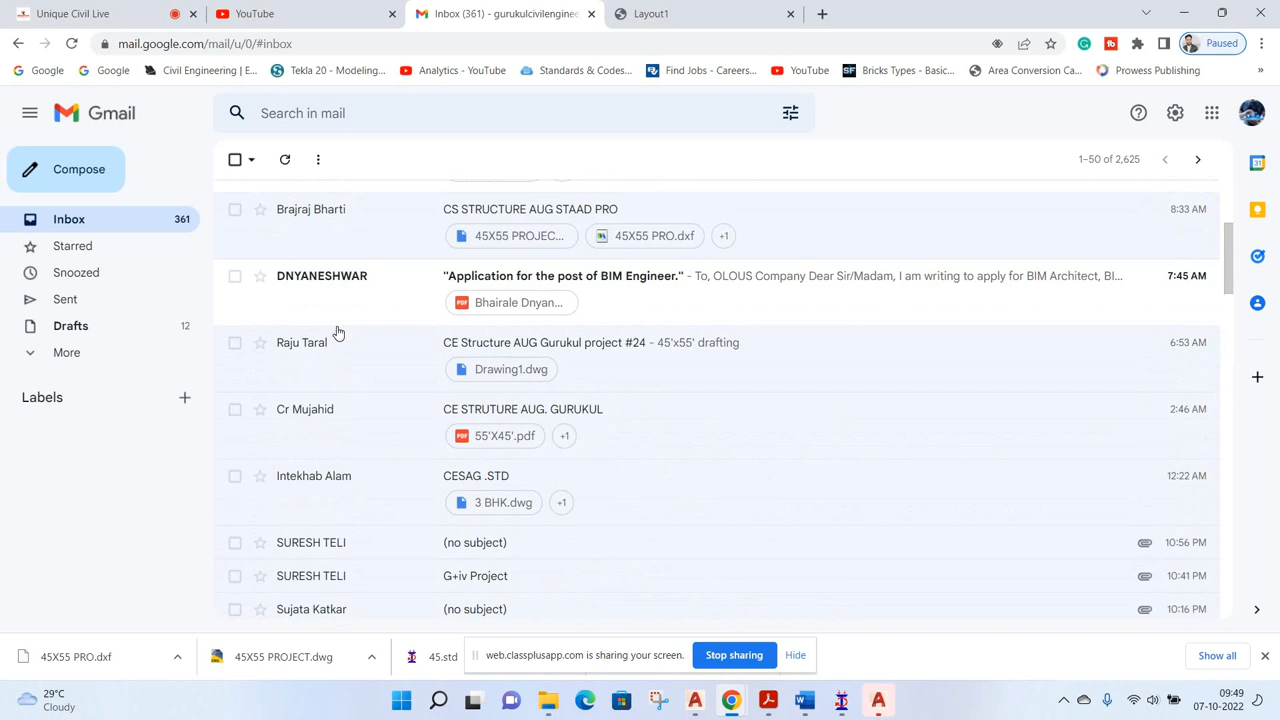 Unique Civil Live
YouTube
Inbox (361) - gurukulcivilenginee
Layout1
mail.google.com/mail/u/0/#inbox
Paused
Google
Google
Civil Engineering | E...
Tekla 20 - Modeling...
Analytics - YouTube
Standards & Codes...
Find Jobs - Careers...
YouTube
Bricks Types - Basic...
Area Conversion Ca...
Prowess Publishing
Gmail
Search in mail
Compose
1–50 of 2,625
Inbox 361
Starred
Snoozed
Sent
Drafts 12
More
Labels
Brajraj Bharti CS STRUCTURE AUG STAAD PRO 8:33 AM
45X55 PROJEC... 45X55 PRO.dxf +1
DNYANESHWAR "Application for the post of BIM Engineer." - To, OLOUS Company Dear Sir/Madam, I am writing to apply for BIM Architect, BI... 7:45 AM
PDF Bhairale Dnyan...
Raju Taral CE Structure AUG Gurukul project #24 - 45'x55' drafting 6:53 AM
Drawing1.dwg
Cr Mujahid CE STRUTURE AUG. GURUKUL 2:46 AM
PDF 55'X45'.pdf +1
Intekhab Alam CESAG .STD 12:22 AM
3 BHK.dwg +1
SURESH TELI (no subject) 10:56 PM
SURESH TELI G+iv Project 10:41 PM
Sujata Katkar (no subject) 10:16 PM
45X55 PRO.dxf
45X55 PROJECT.dwg
45.std
web.classplusapp.com is sharing your screen.
Stop sharing
Hide
Show all
29°C
Cloudy
09:49
07-10-2022